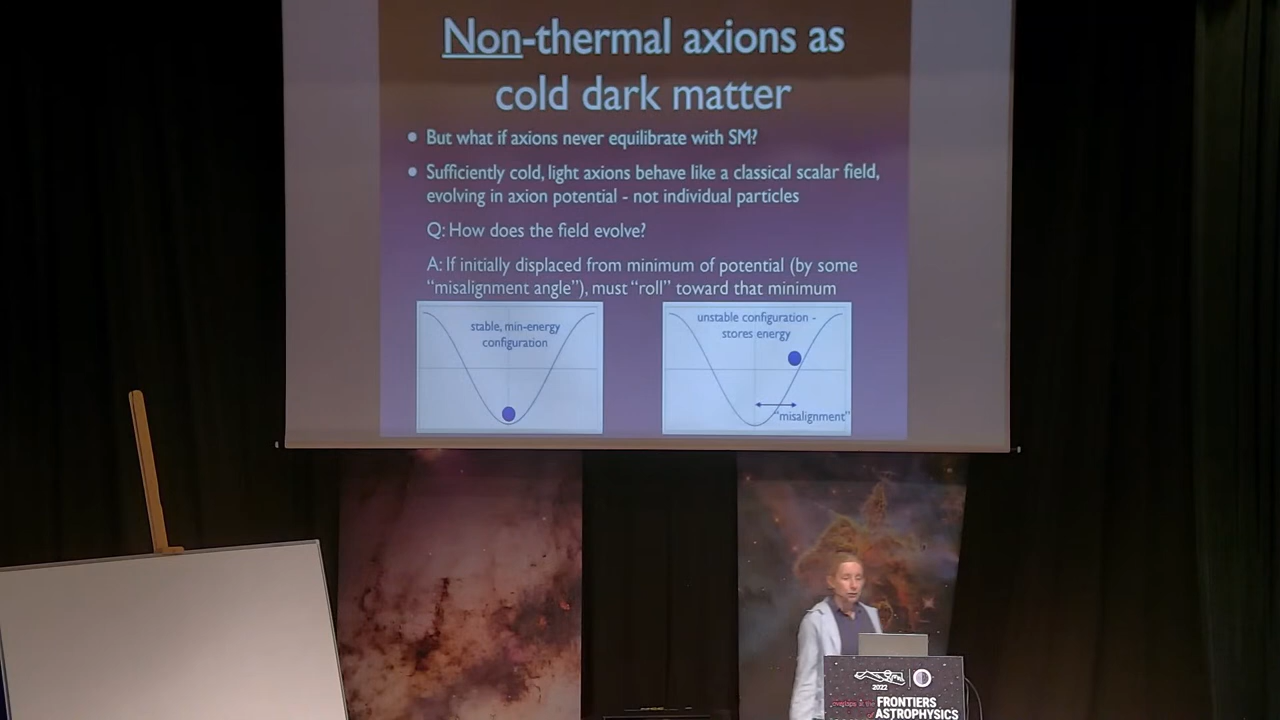 Non-thermal axions as
cold dark matter
But what if axions never equilibrate with SM?
Sufficiently cold, light axions behave like a classical scalar field,
evolving in axion potential - not individual particles
Q: How does the field evolve?
A: If initially displaced from minimum of potential (by some
“misalignment angle”), must “roll” toward that minimum
stable, min-energy
configuration
unstable configuration -
stores energy
“misalignment”
2022
in the FRONTIERS
of ASTROPHYSICS